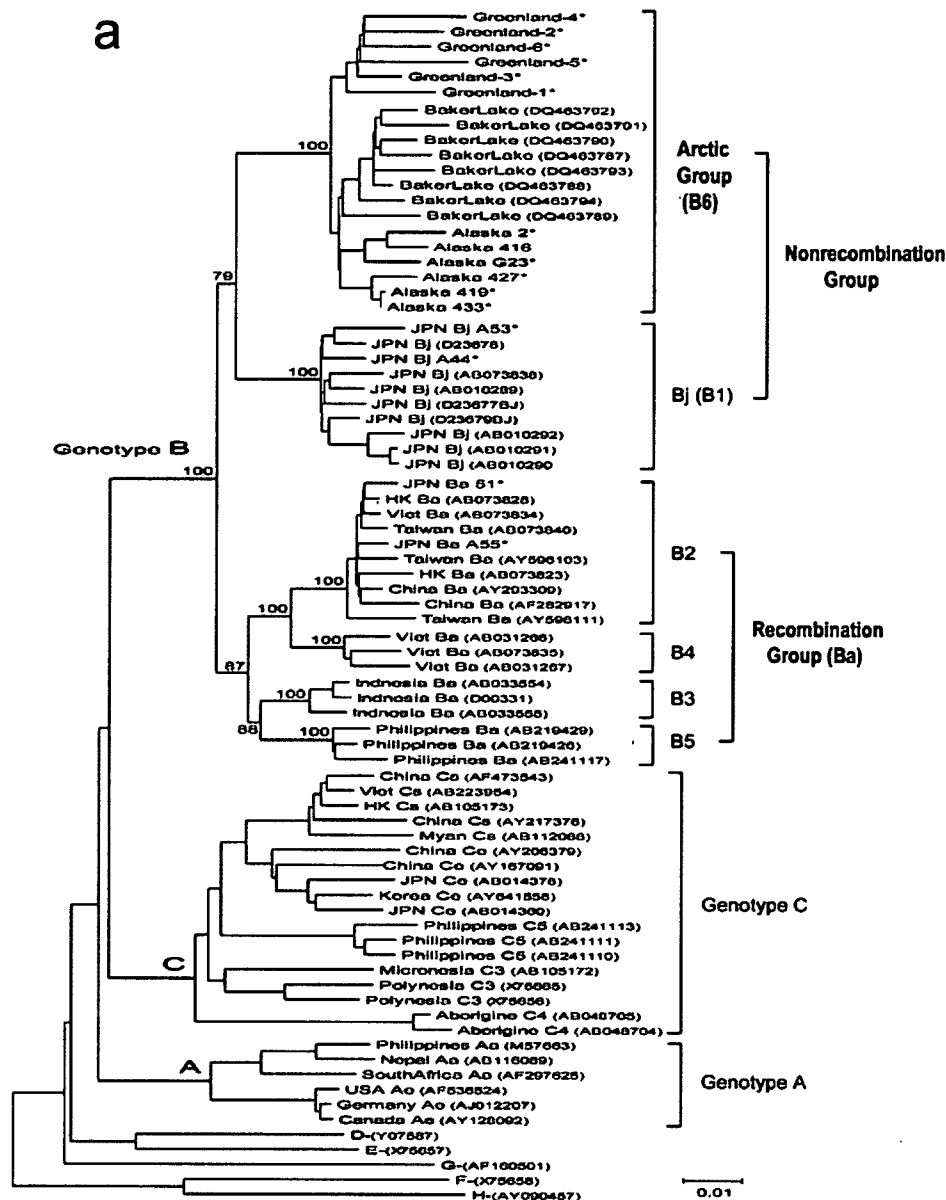 a
Greenland-4*
Greenland-2*
Greenland-6*
Greenland-5*
Greenland-3*
Greenland-1*
BakerLake (DQ463792)
BakerLake (DQ463791)
BakerLake (DQ463790)
BakerLake (DQ463787)
BakerLake (DQ463793)
BakerLake (DQ463788)
BakerLake (DQ463794)
BakerLake (DQ463789)
Alaska 2*
Alaska 416
Alaska G23*
Alaska 427*
Alaska 419*
Alaska 433*
100
Arctic
Group
(B6)
Nonrecombination
Group
79
JPN Bj A53*
JPN Bj (D23678)
JPN Bj A44*
JPN Bj (AB073838)
JPN Bj (AB010289)
JPN Bj (D23677BJ)
JPN Bj (D23679BJ)
JPN Bj (AB010292)
JPN Bj (AB010291)
JPN Bj (AB010290
100
Bj (B1)
Genotype B
100
JPN Ba 51*
HK Ba (AB073828)
Viet Ba (AB073834)
Taiwan Ba (AB073840)
JPN Ba A55*
Taiwan Ba (AY596103)
HK Ba (AB073823)
China Ba (AY293309)
China Ba (AF282917)
Taiwan Ba (AY596111)
100
B2
100
Viet Ba (AB031266)
Viet Ba (AB073835)
Viet Ba (AB031267)
100
B4
Recombination
Group (Ba)
87
Indnesia Ba (AB033554)
Indnesia Ba (D00331)
Indnesia Ba (AB033555)
100
B3
88
Philippines Ba (AB219429)
Philippines Ba (AB219426)
Philippines Ba (AB241117)
100
B5
China Cs (AF473543)
Viet Cs (AB223954)
HK Cs (AB105173)
China Cs (AY217376)
Myan Cs (AB112066)
China Ce (AY206379)
China Ce (AY167091)
JPN Ce (AB014378)
Korea Ce (AY641558)
JPN Ce (AB014360)
Philippines C5 (AB241113)
Philippines C5 (AB241111)
Philippines C5 (AB241110)
Micronesia C3 (AB105172)
Polynesia C3 (X75665)
Polynesia C3 (X75656)
Aborigine C4 (AB048705)
Aborigine C4 (AB048704)
C
Genotype C
Philippines Aa (M57663)
Nepal Aa (AB116089)
SouthAfrica Aa (AF297625)
USA Ae (AF536524)
Germany Ae (AJ012207)
Canada Ae (AY128092)
A
Genotype A
D-(Y07587)
E-(X75657)
G-(AF160501)
F-(X75658)
H-(AY090457)
0.01